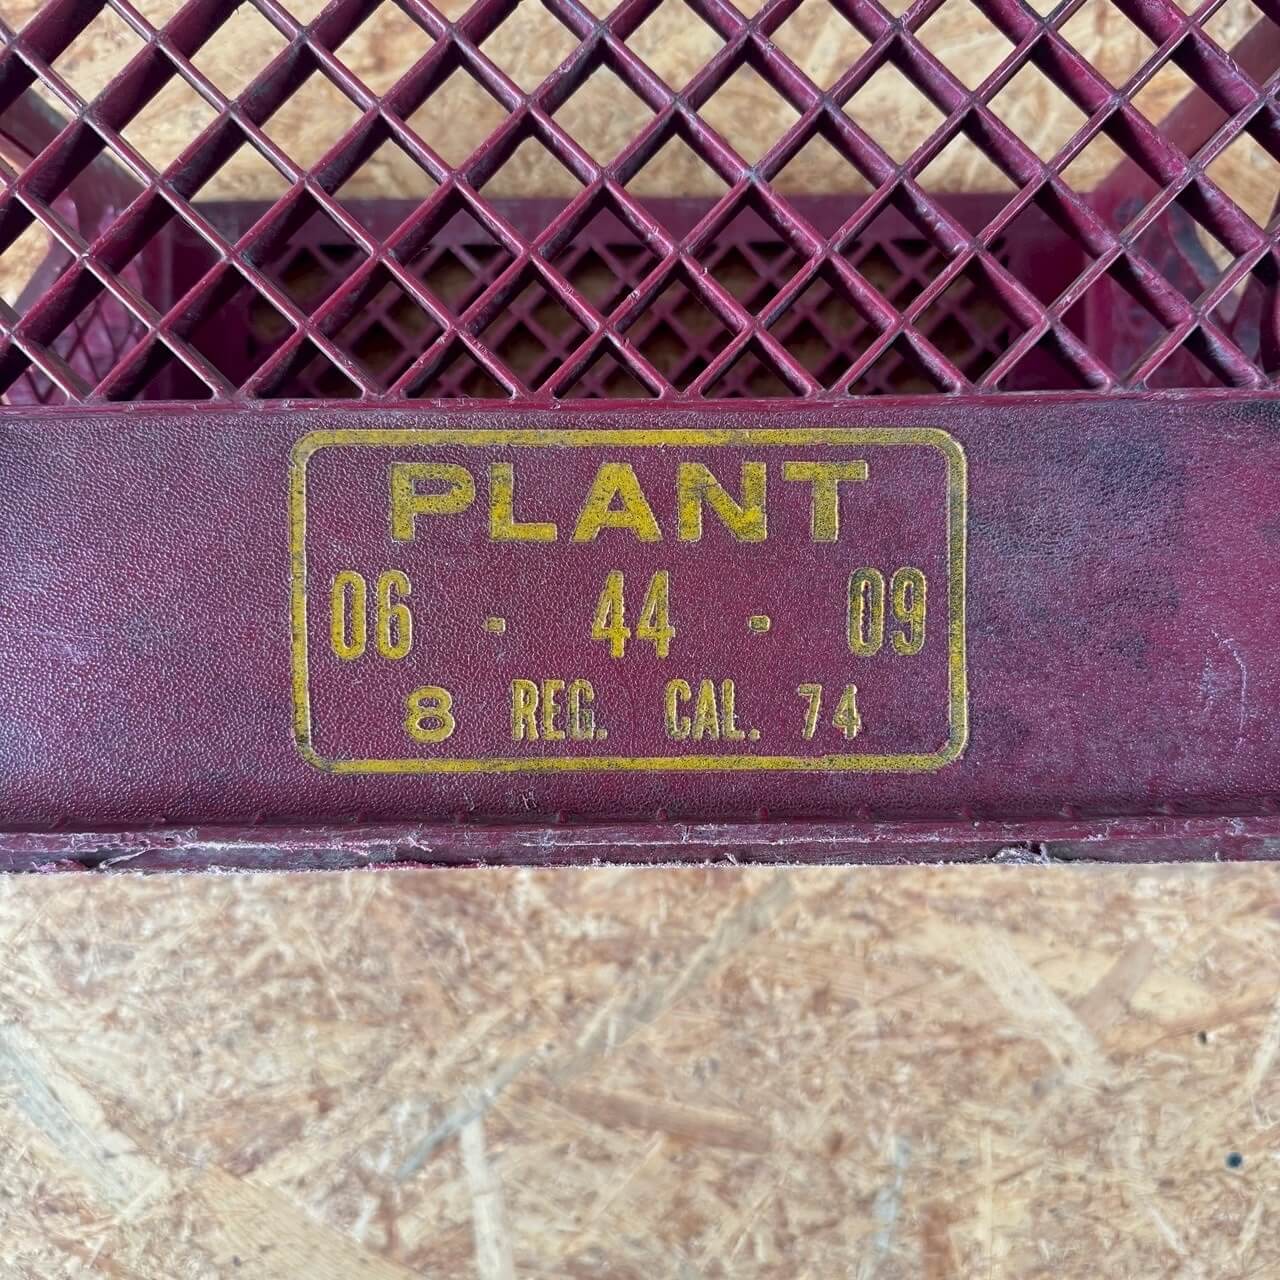 PLANT
06 - 44 - 09
8 REG. CAL. 74